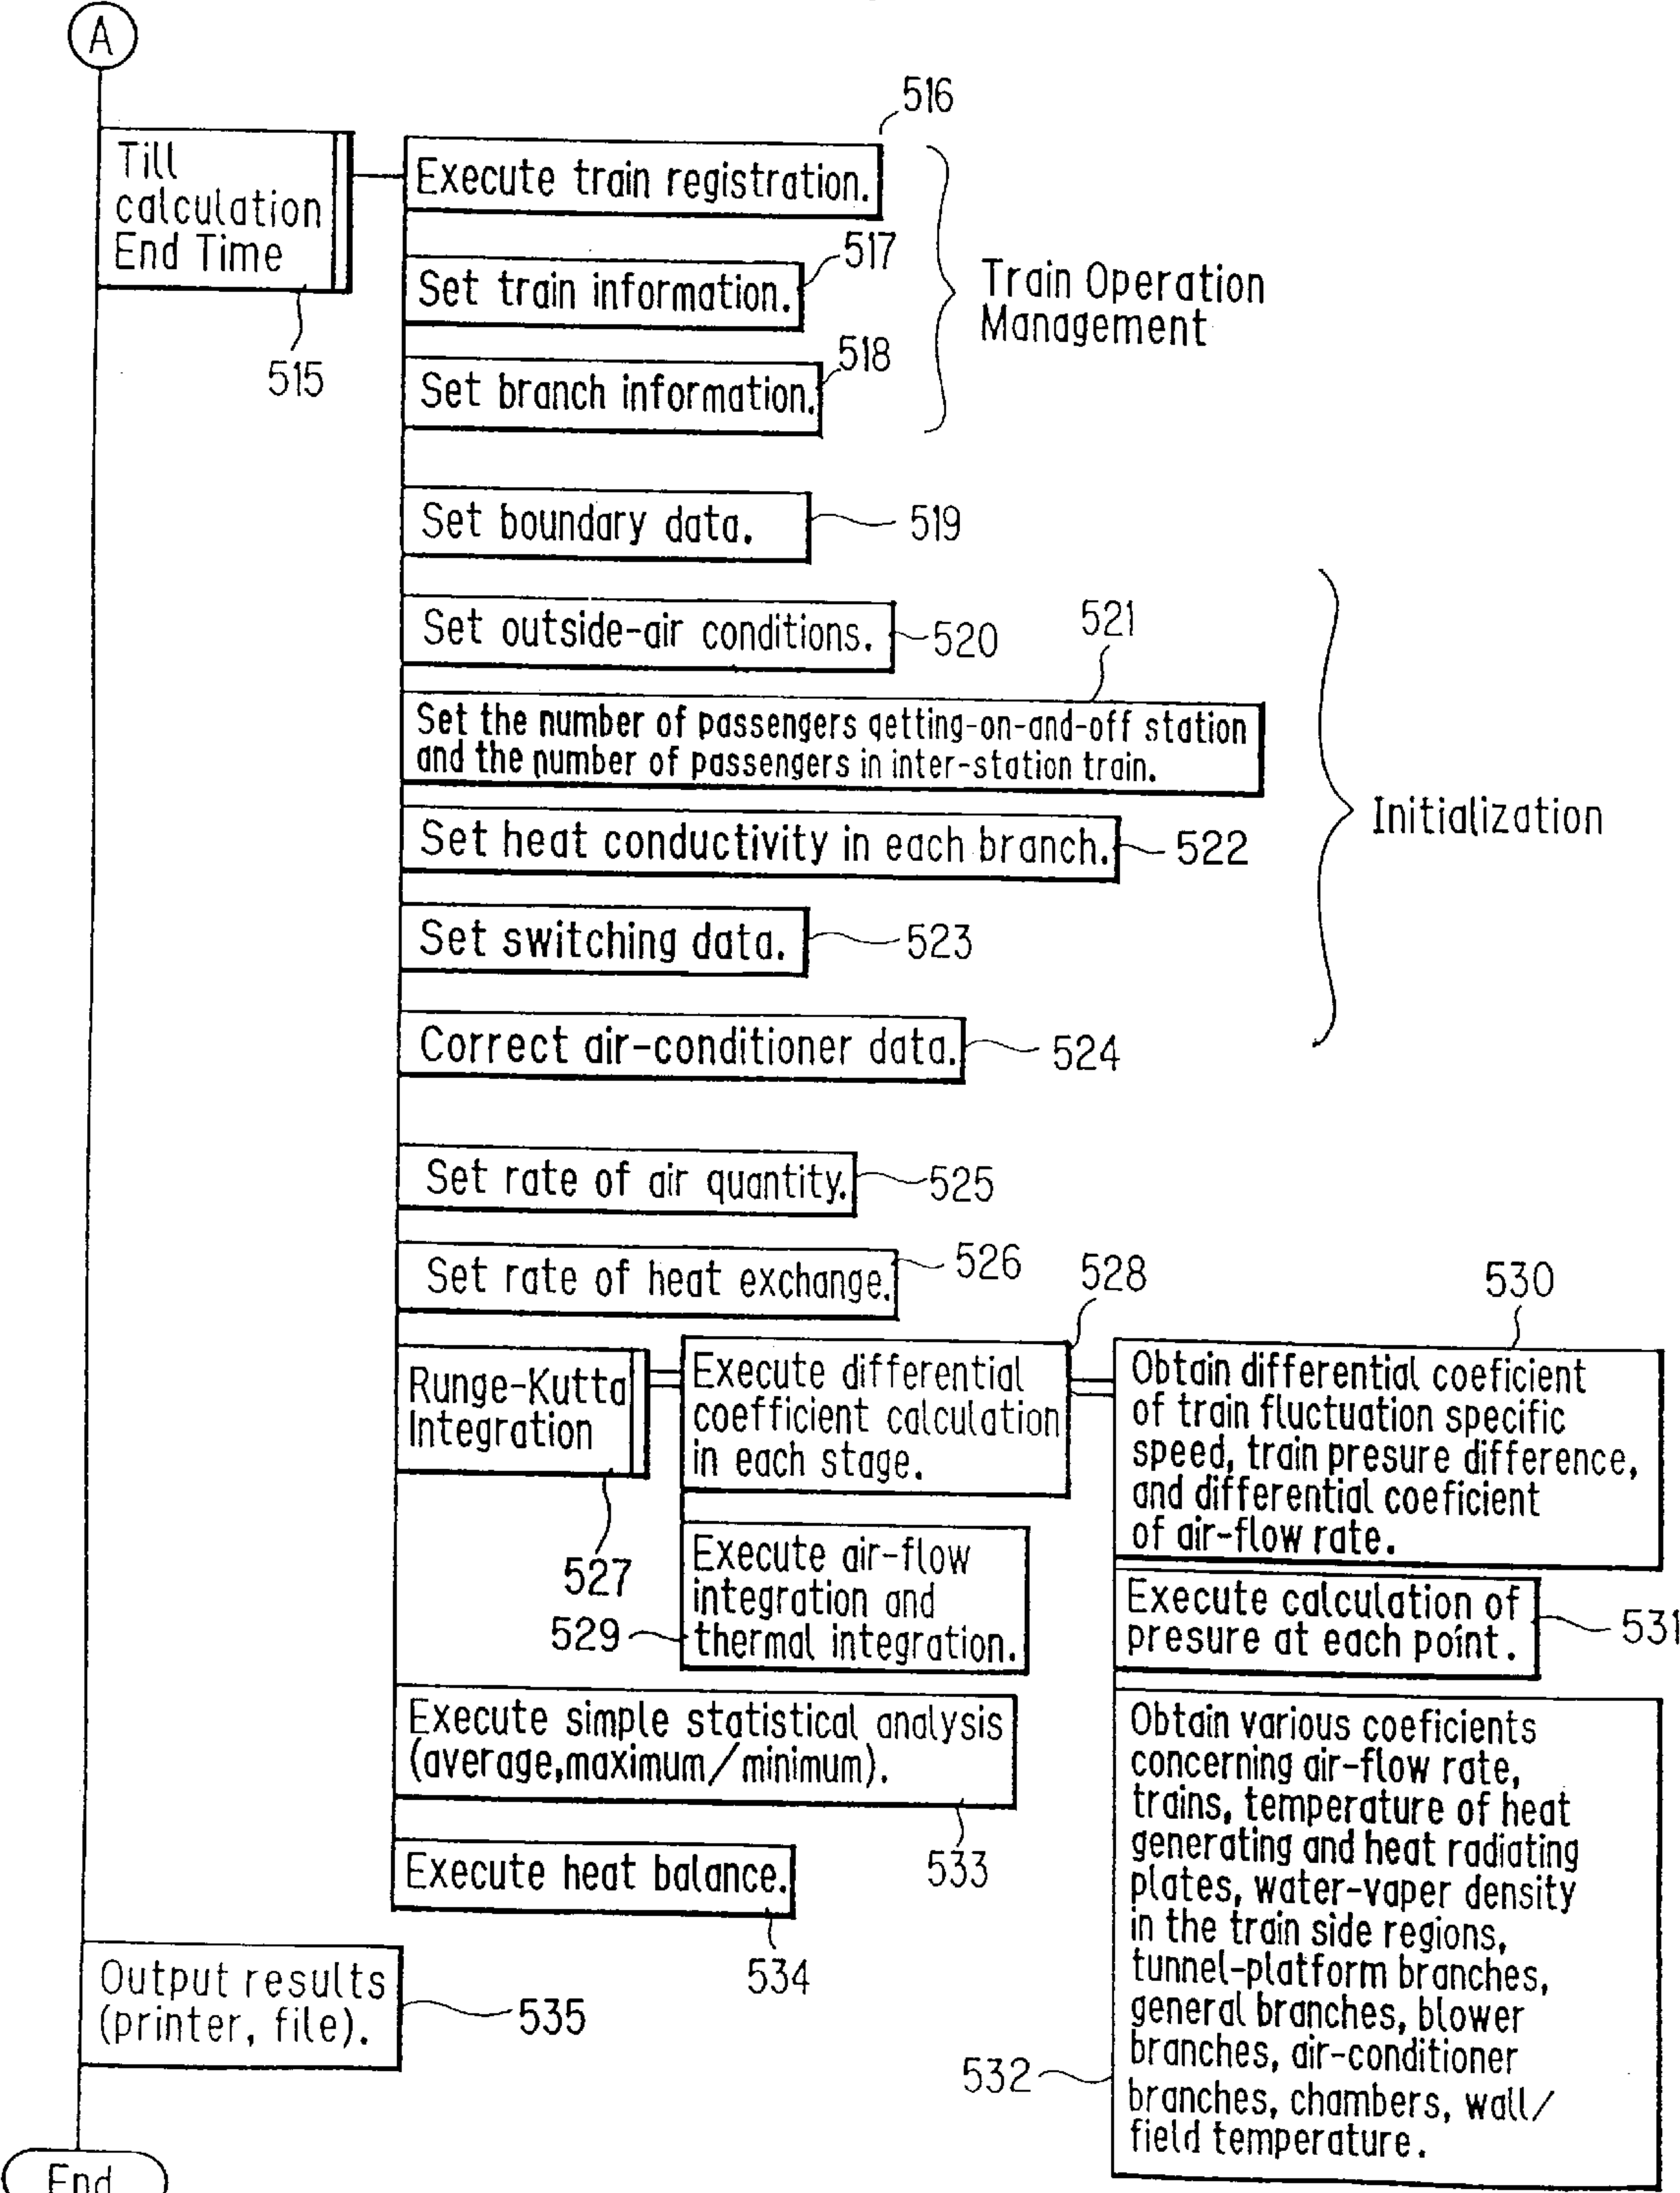 A
Till
calculation
End Time
515
516
Execute train registration.
517
Set train information.
518
Set branch information.
Train Operation
Management
Set boundary data.
519
Set outside-air conditions.
520
521
Set the number of passengers getting-on-and-off station
and the number of passengers in inter-station train.
Set heat conductivity in each branch.
522
Set switching data.
523
Correct air-conditioner data.
524
Initialization
Set rate of air quantity.
525
Set rate of heat exchange.
526
Runge-Kutta
Integration
527
528
Execute differential
coefficient calculation
in each stage.
Execute air-flow
integration and
thermal integration.
529
530
Obtain differential coeficient
of train fluctuation specific
speed, train presure difference,
and differential coeficient
of air-flow rate.
Execute calculation of
presure at each point.
531
Obtain various coeficients
concerning air-flow rate,
trains, temperature of heat
generating and heat radiating
plates, water-vaper density
in the train side regions,
tunnel-platform branches,
general branches, blower
branches, air-conditioner
branches, chambers, wall/
field temperature.
532
Execute simple statistical analysis
(average,maximum/minimum).
533
Execute heat balance.
534
Output results
(printer, file).
535
End